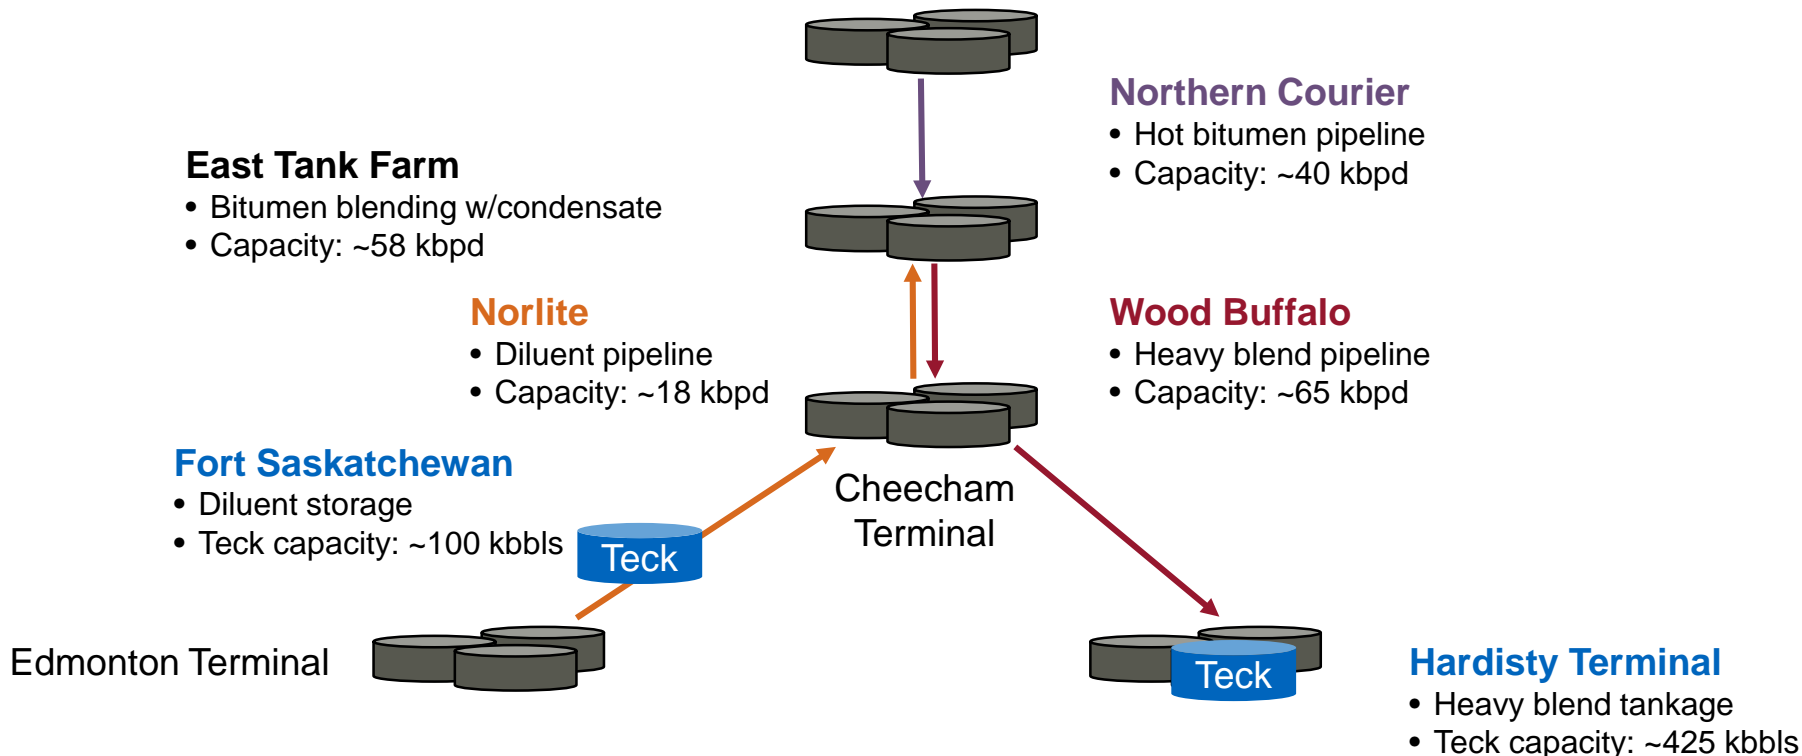 Northern Courier
• Hot bitumen pipeline
• Capacity: ~40 kbpd
East Tank Farm
• Bitumen blending w/condensate
• Capacity: ~58 kbpd
Norlite
• Diluent pipeline
• Capacity: ~18 kbpd
Wood Buffalo
• Heavy blend pipeline
• Capacity: ~65 kbpd
Fort Saskatchewan
• Diluent storage
• Teck capacity: ~100 kbbls
Teck
Cheecham
Terminal
Edmonton Terminal
Teck
Hardisty Terminal
• Heavy blend tankage
• Teck capacity: ~425 kbbls